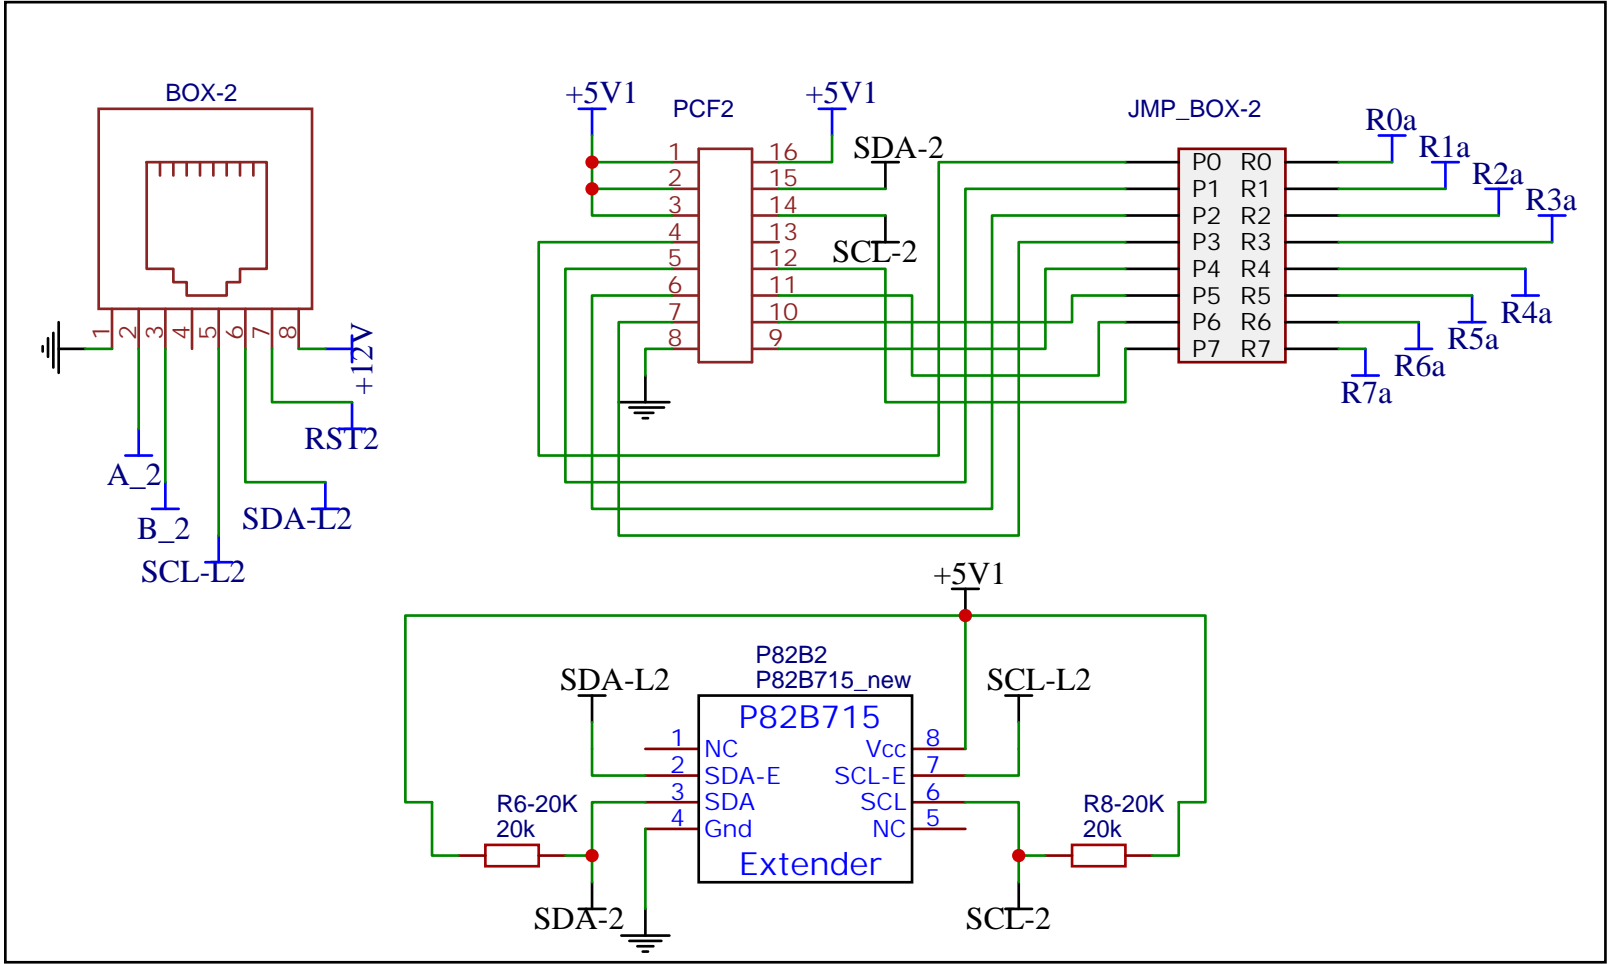 BOX-2
1 2 3 4 5 6 7 8
+12V
RST2
A_2
B_2
SDA-L2
SCL-L2
+5V1
PCF2
+5V1
SDA-2
SCL-2
1 16
2 15
3 14
4 13
5 12
6 11
7 10
8 9
JMP_BOX-2
P0 R0
P1 R1
P2 R2
P3 R3
P4 R4
P5 R5
P6 R6
P7 R7
R0a
R1a
R2a
R3a
R4a
R5a
R6a
R7a
+5V1
P82B2
P82B715_new
SDA-L2
SCL-L2
P82B715
1 NC Vcc 8
2 SDA-E SCL-E 7
3 SDA SCL 6
4 Gnd NC 5
Extender
R6-20K
20k
R8-20K
20k
SDA-2
SCL-2